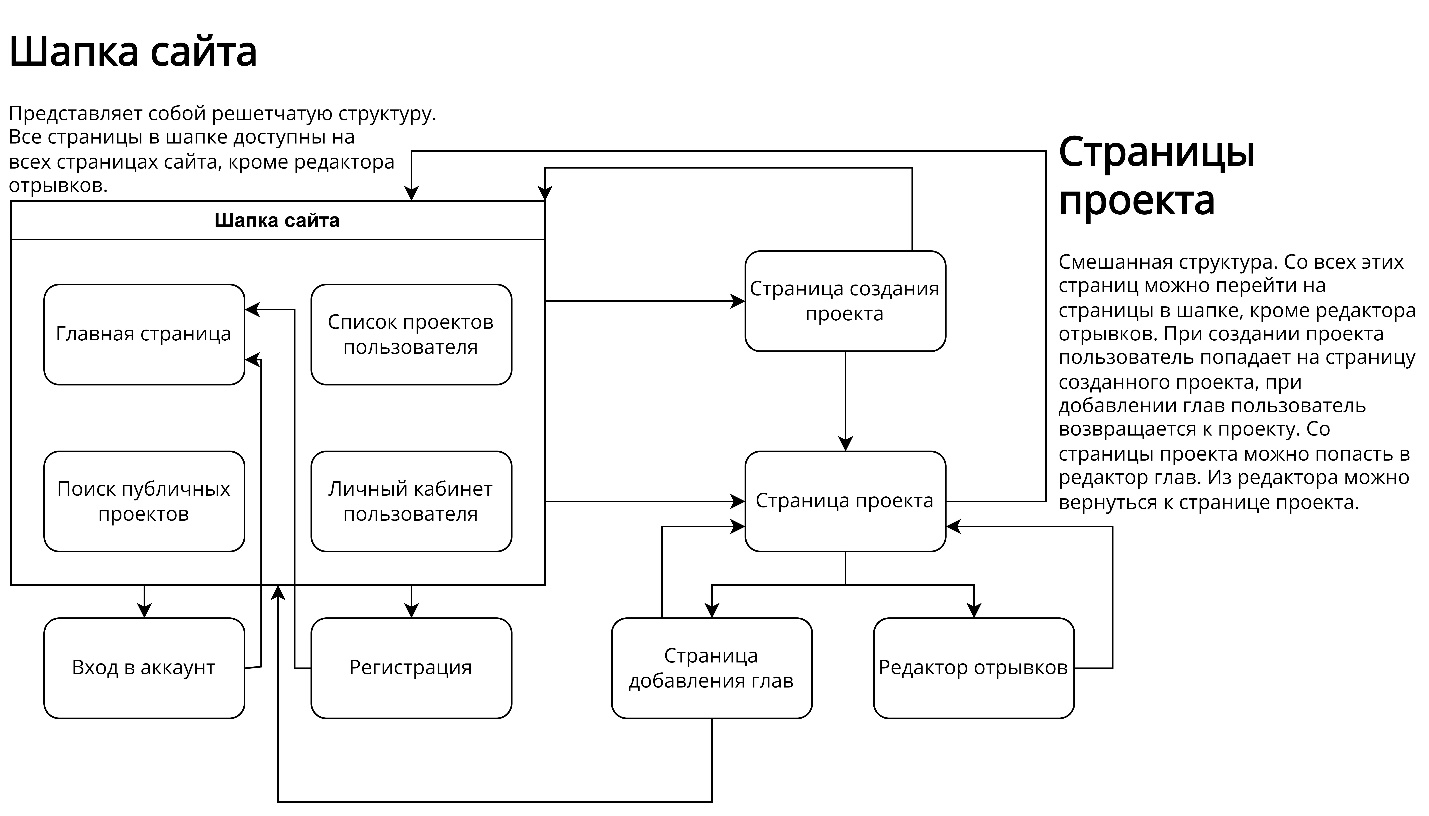 Шапка сайта
Представляет собой решетчатую структуру.
Все страницы в шапке доступны на
всех страницах сайта, кроме редактора
отрывков.
Страницы
проекта
Смешанная структура. Со всех этих
страниц можно перейти на
страницы в шапке, кроме редактора
отрывков. При создании проекта
пользователь попадает на страницу
созданного проекта, при
добавлении глав пользователь
возвращается к проекту. Со
страницы проекта можно попасть в
редактор глав. Из редактора можно
вернуться к странице проекта.
Шапка сайта
Главная страница
Список проектов
пользователя
Поиск публичных
проектов
Личный кабинет
пользователя
Вход в аккаунт
Регистрация
Страница создания
проекта
Страница проекта
Страница
добавления глав
Редактор отрывков